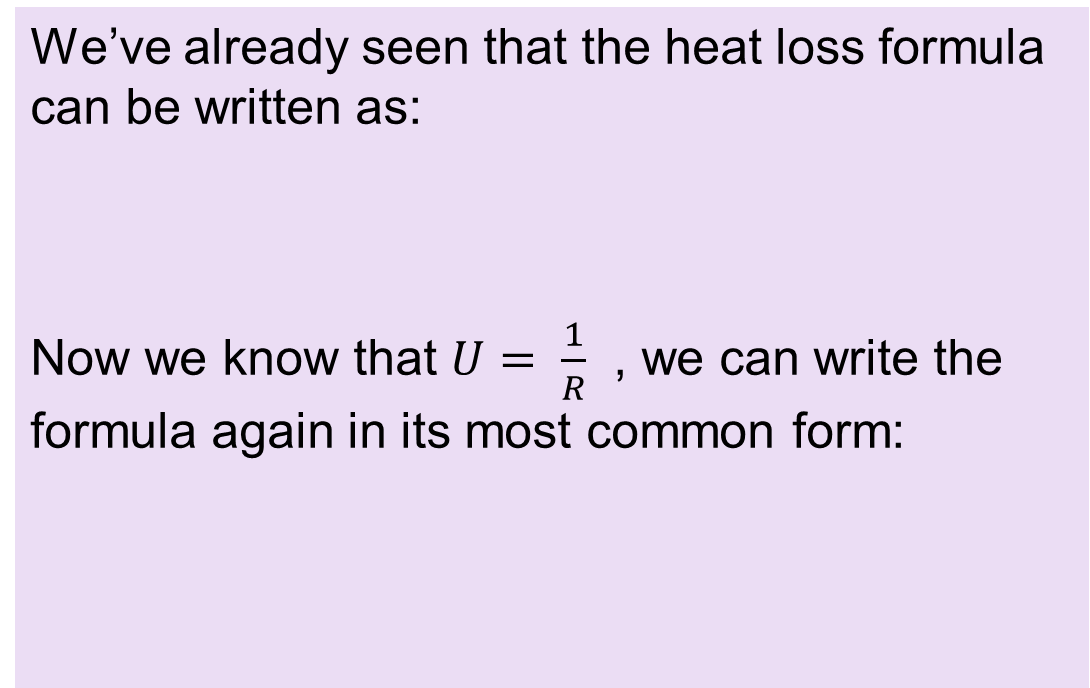 We’ve already seen that the heat loss formula
can be written as:
Now we know that U = 1/R , we can write the
formula again in its most common form: